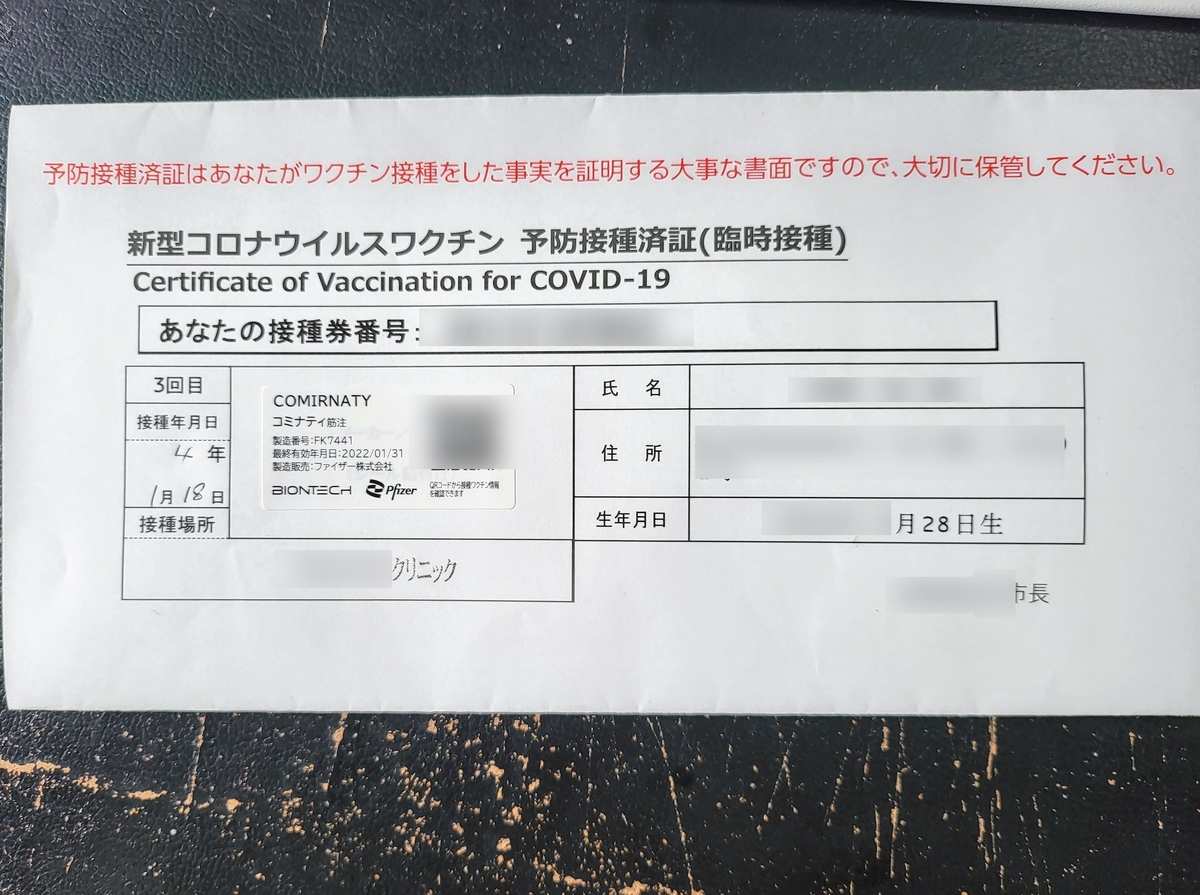 予防接種済証はあなたがワクチン接種をした事実を証明する大事な書面ですので、大切に保管してください。
新型コロナウイルスワクチン 予防接種済証(臨時接種)
Certificate of Vaccination for COVID-19
あなたの接種券番号:
3回目
接種年月日
4 年
1月 18日
接種場所
クリニック
COMIRNATY
コミナティ筋注
製造番号:FK7441
最終有効年月日:2022/01/31
製造販売:ファイザー株式会社
BIONTECH Pfizer
QRコードから接種ワクチン情報
を確認できます
氏 名
住 所
生年月日
月28日生
市長